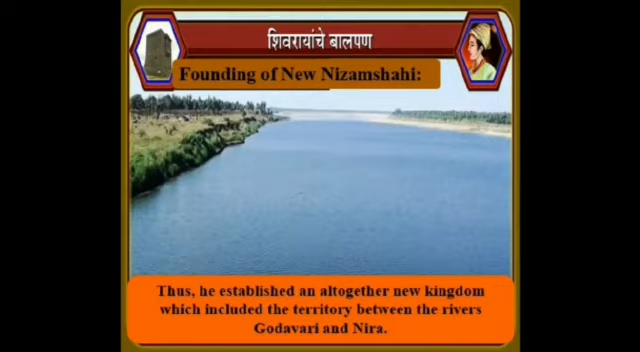 शिवरायांचे बालपण
Founding of New Nizamshahi:
Thus, he established an altogether new kingdom
which included the territory between the rivers
Godavari and Nira.